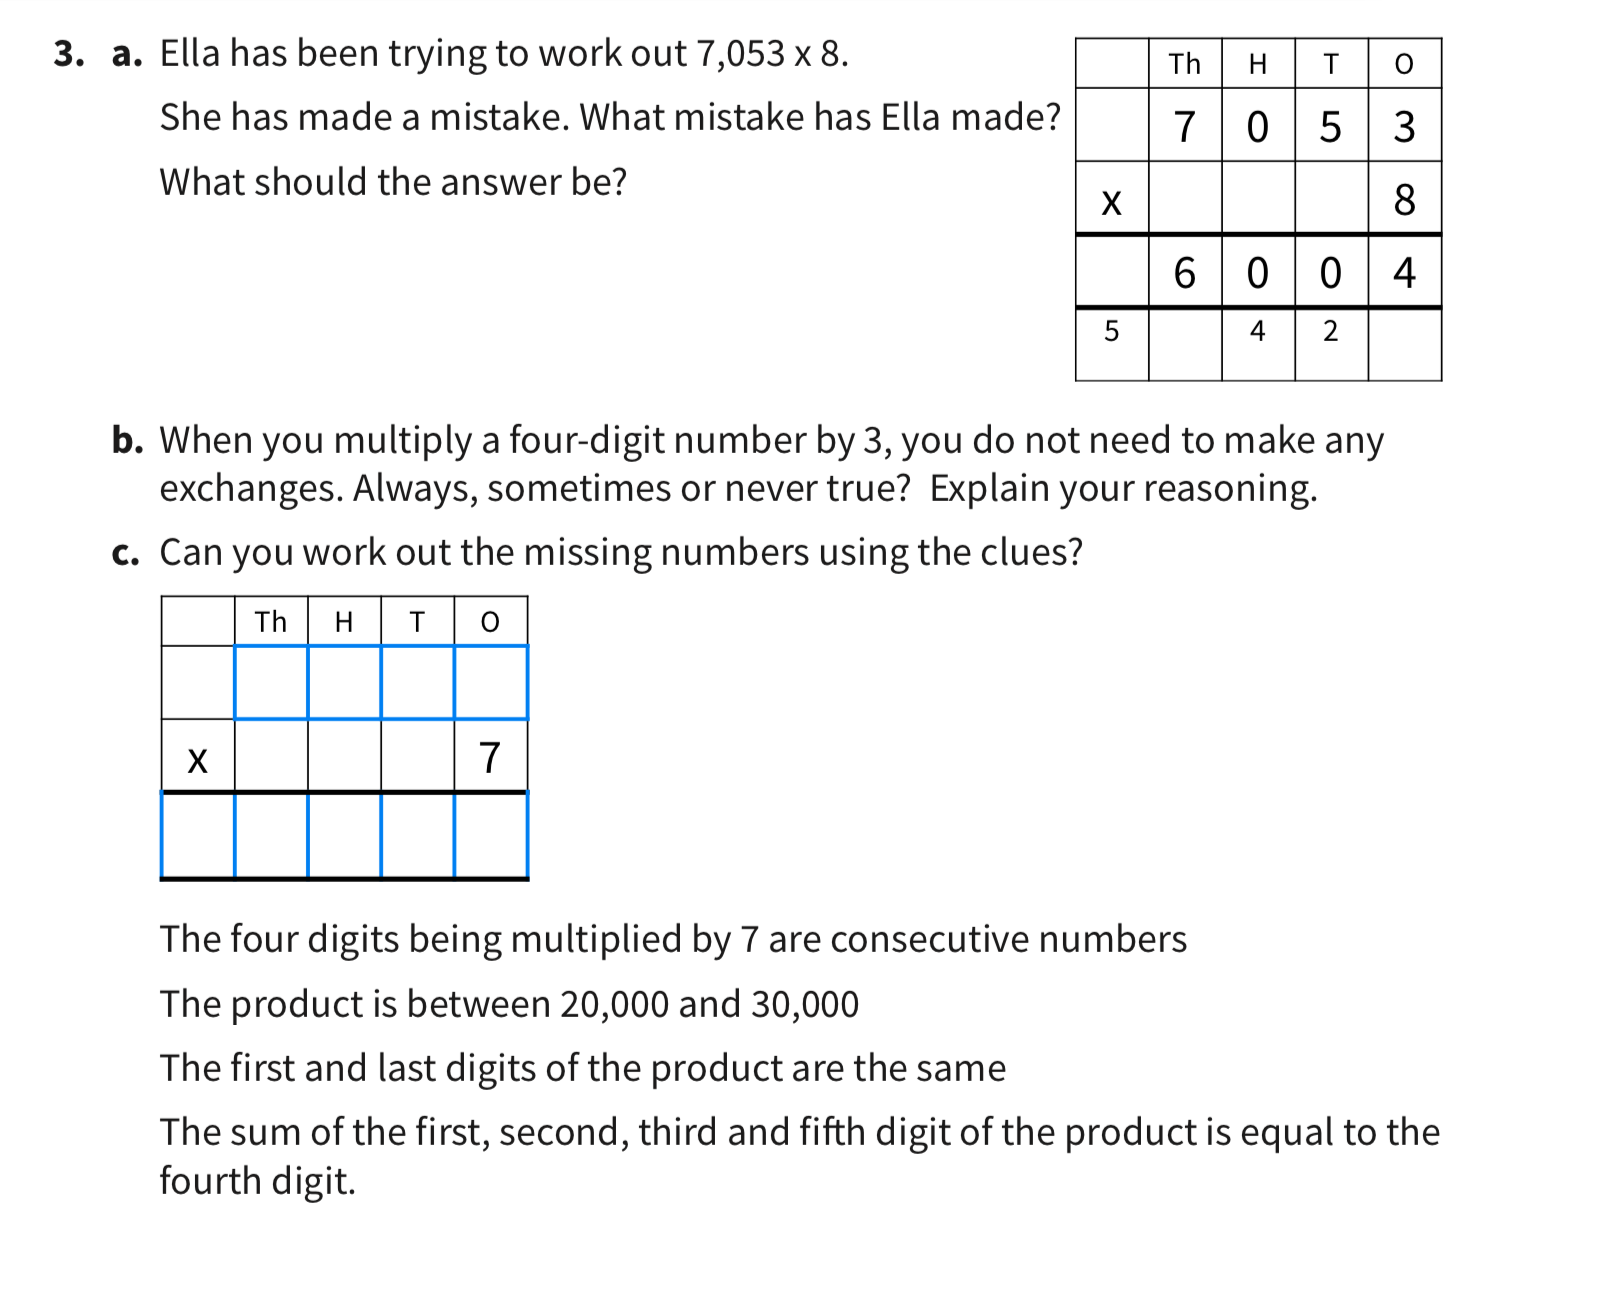 3. a. Ella has been trying to work out 7,053 x 8.
She has made a mistake. What mistake has Ella made?
What should the answer be?
Th H T O
7 0 5 3
x 8
6 0 0 4
5 4 2
b. When you multiply a four-digit number by 3, you do not need to make any
exchanges. Always, sometimes or never true? Explain your reasoning.
c. Can you work out the missing numbers using the clues?
Th H T O
x 7
The four digits being multiplied by 7 are consecutive numbers
The product is between 20,000 and 30,000
The first and last digits of the product are the same
The sum of the first, second, third and fifth digit of the product is equal to the
fourth digit.